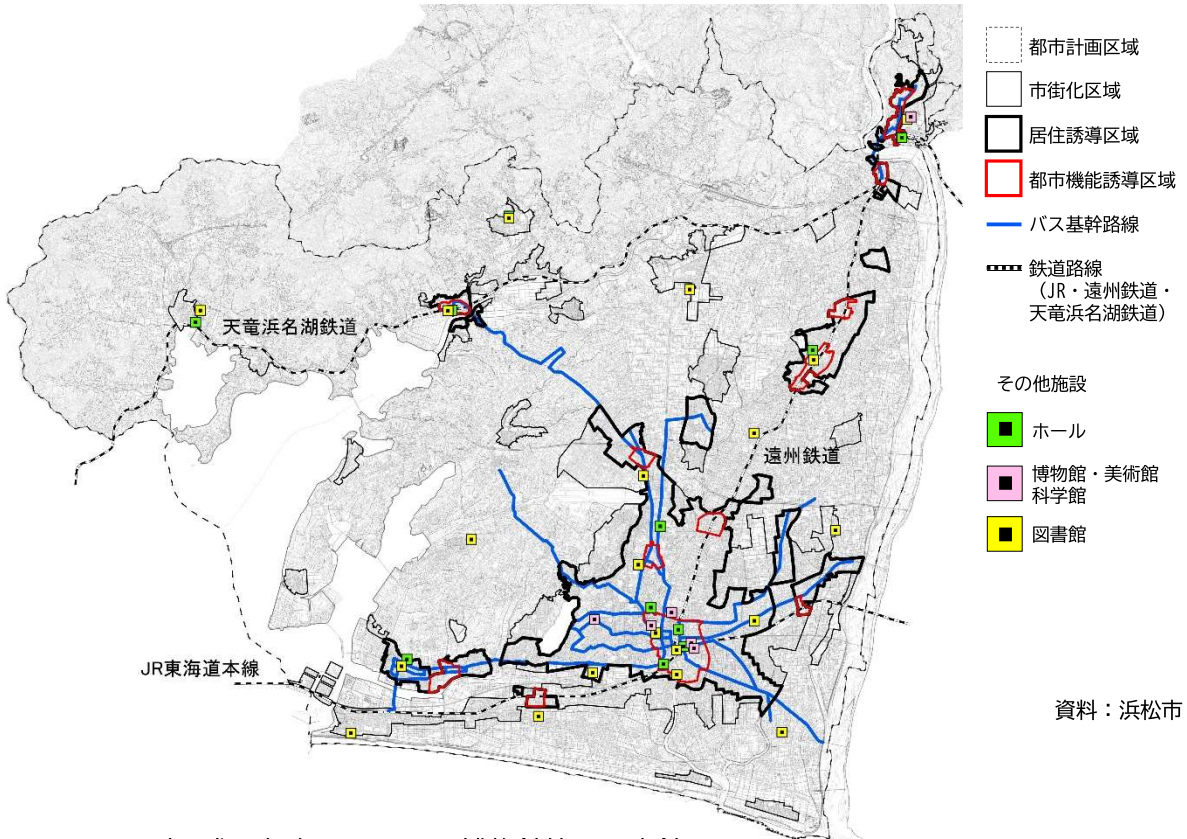 都市計画区域
市街化区域
居住誘導区域
都市機能誘導区域
バス基幹路線
鉄道路線
(JR・遠州鉄道・
天竜浜名湖鉄道)
その他施設
ホール
博物館・美術館
科学館
図書館
天竜浜名湖鉄道
遠州鉄道
JR東海道本線
資料:浜松市